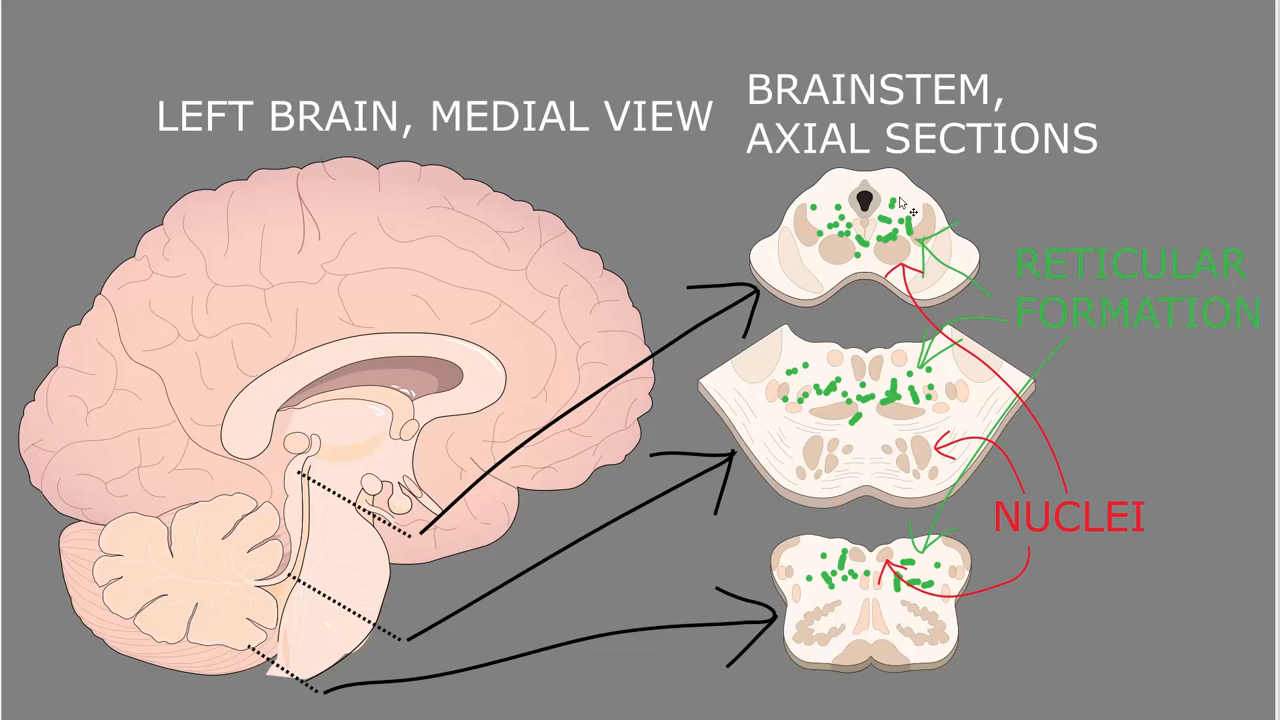 LEFT BRAIN, MEDIAL VIEW
BRAINSTEM,
AXIAL SECTIONS
RETICULAR
FORMATION
NUCLEI